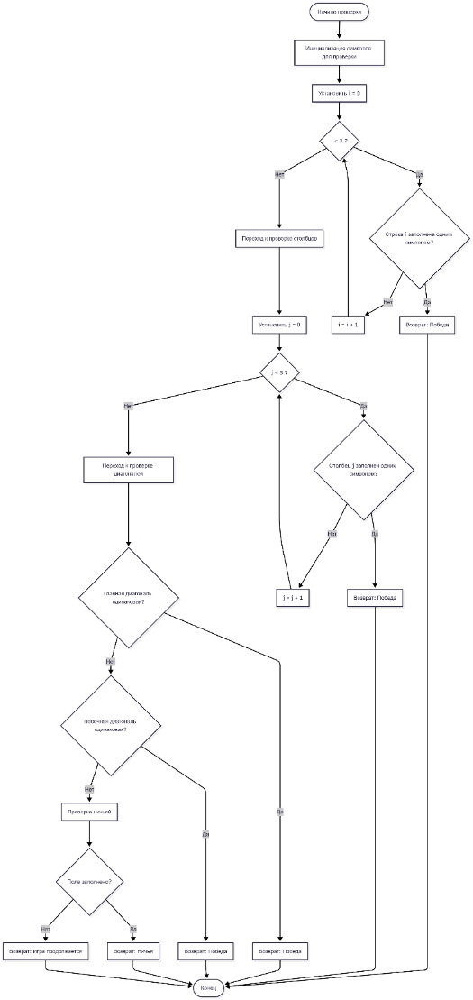 Начало проверки
Инициализация символов
для проверки
Установить i = 0
i < 3 ?
Нет
Да
Переход к проверке столбцов
Строка i заполнена одним
символом?
Нет
Да
Установить j = 0
i = i + 1
Возврат: Победа
j < 3 ?
Нет
Да
Переход к проверке
диагоналей
Столбец j заполнен одним
символом?
Нет
Да
Главная диагональ
одинаковая?
j = j + 1
Возврат: Победа
Нет
Да
Побочная диагональ
одинаковая?
Нет
Да
Проверка ничьей
Поле заполнено?
Нет
Да
Возврат: Игра продолжается
Возврат: Ничья
Возврат: Победа
Возврат: Победа
Конец